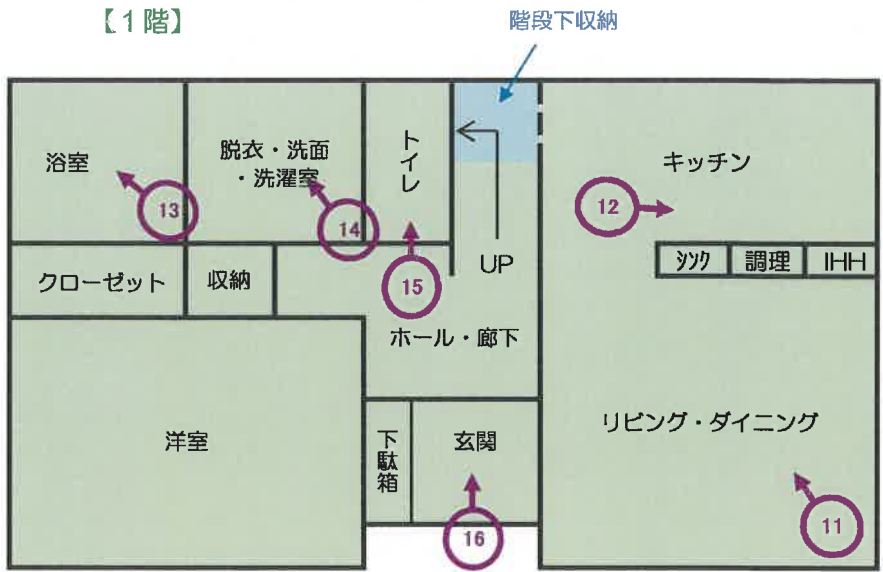 【1階】
階段下収納
浴室
脱衣・洗面
・洗濯室
トイレ
キッチン
13
14
12
クローゼット
収納
15
UP
シンク
調理
IHH
ホール・廊下
洋室
下駄箱
玄関
リビング・ダイニング
16
11